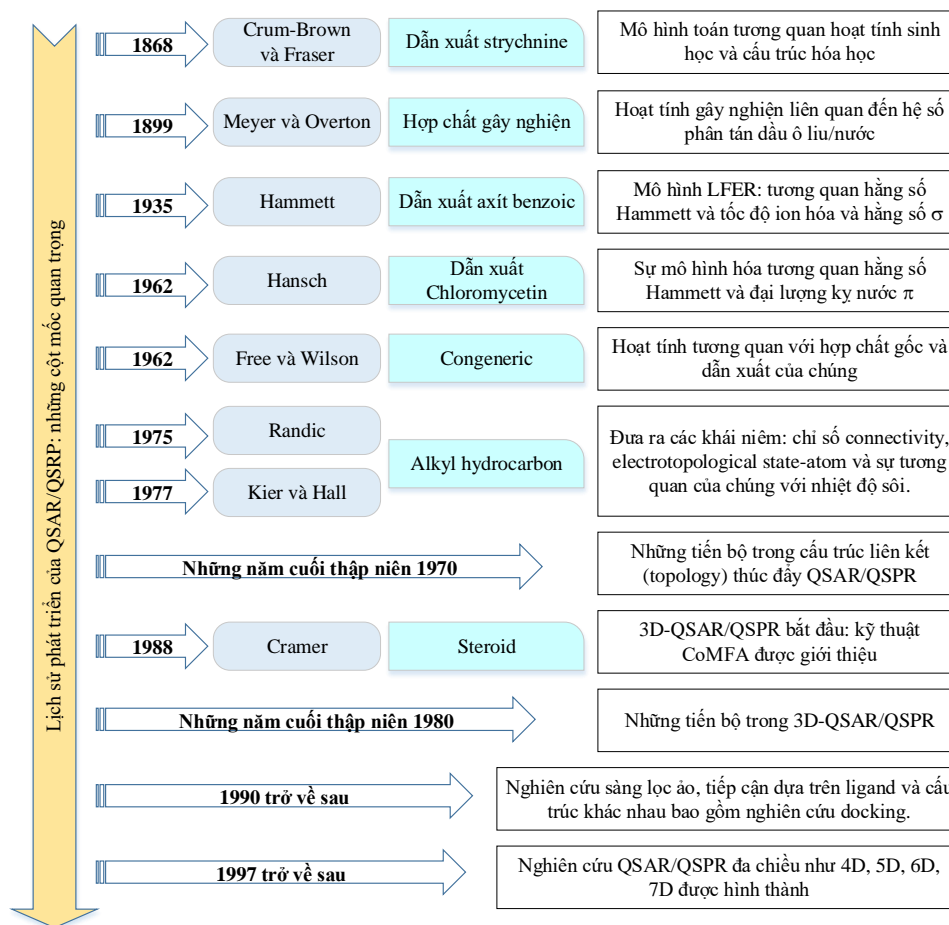 Lịch sử phát triển của QSAR/QSRP: những cột mốc quan trọng
1868
Crum-Brown
và Fraser
Dẫn xuất strychnine
Mô hình toán tương quan hoạt tính sinh
học và cấu trúc hóa học
1899
Meyer và Overton
Hợp chất gây nghiện
Hoạt tính gây nghiện liên quan đến hệ số
phân tán dầu ô liu/nước
1935
Hammett
Dẫn xuất axít benzoic
Mô hình LFER: tương quan hằng số
Hammett và tốc độ ion hóa và hằng số σ
1962
Hansch
Dẫn xuất
Chloromycetin
Sự mô hình hóa tương quan hằng số
Hammett và đại lượng kỵ nước π
1962
Free và Wilson
Congeneric
Hoạt tính tương quan với hợp chất gốc và
dẫn xuất của chúng
1975
Randic
1977
Kier và Hall
Alkyl hydrocarbon
Đưa ra các khái niệm: chỉ số connectivity,
electrotopological state-atom và sự tương
quan của chúng với nhiệt độ sôi.
Những năm cuối thập niên 1970
Những tiến bộ trong cấu trúc liên kết
(topology) thúc đẩy QSAR/QSPR
1988
Cramer
Steroid
3D-QSAR/QSPR bắt đầu: kỹ thuật
CoMFA được giới thiệu
Những năm cuối thập niên 1980
Những tiến bộ trong 3D-QSAR/QSPR
1990 trở về sau
Nghiên cứu sàng lọc ảo, tiếp cận dựa trên ligand và cấu
trúc khác nhau bao gồm nghiên cứu docking.
1997 trở về sau
Nghiên cứu QSAR/QSPR đa chiều như 4D, 5D, 6D,
7D được hình thành